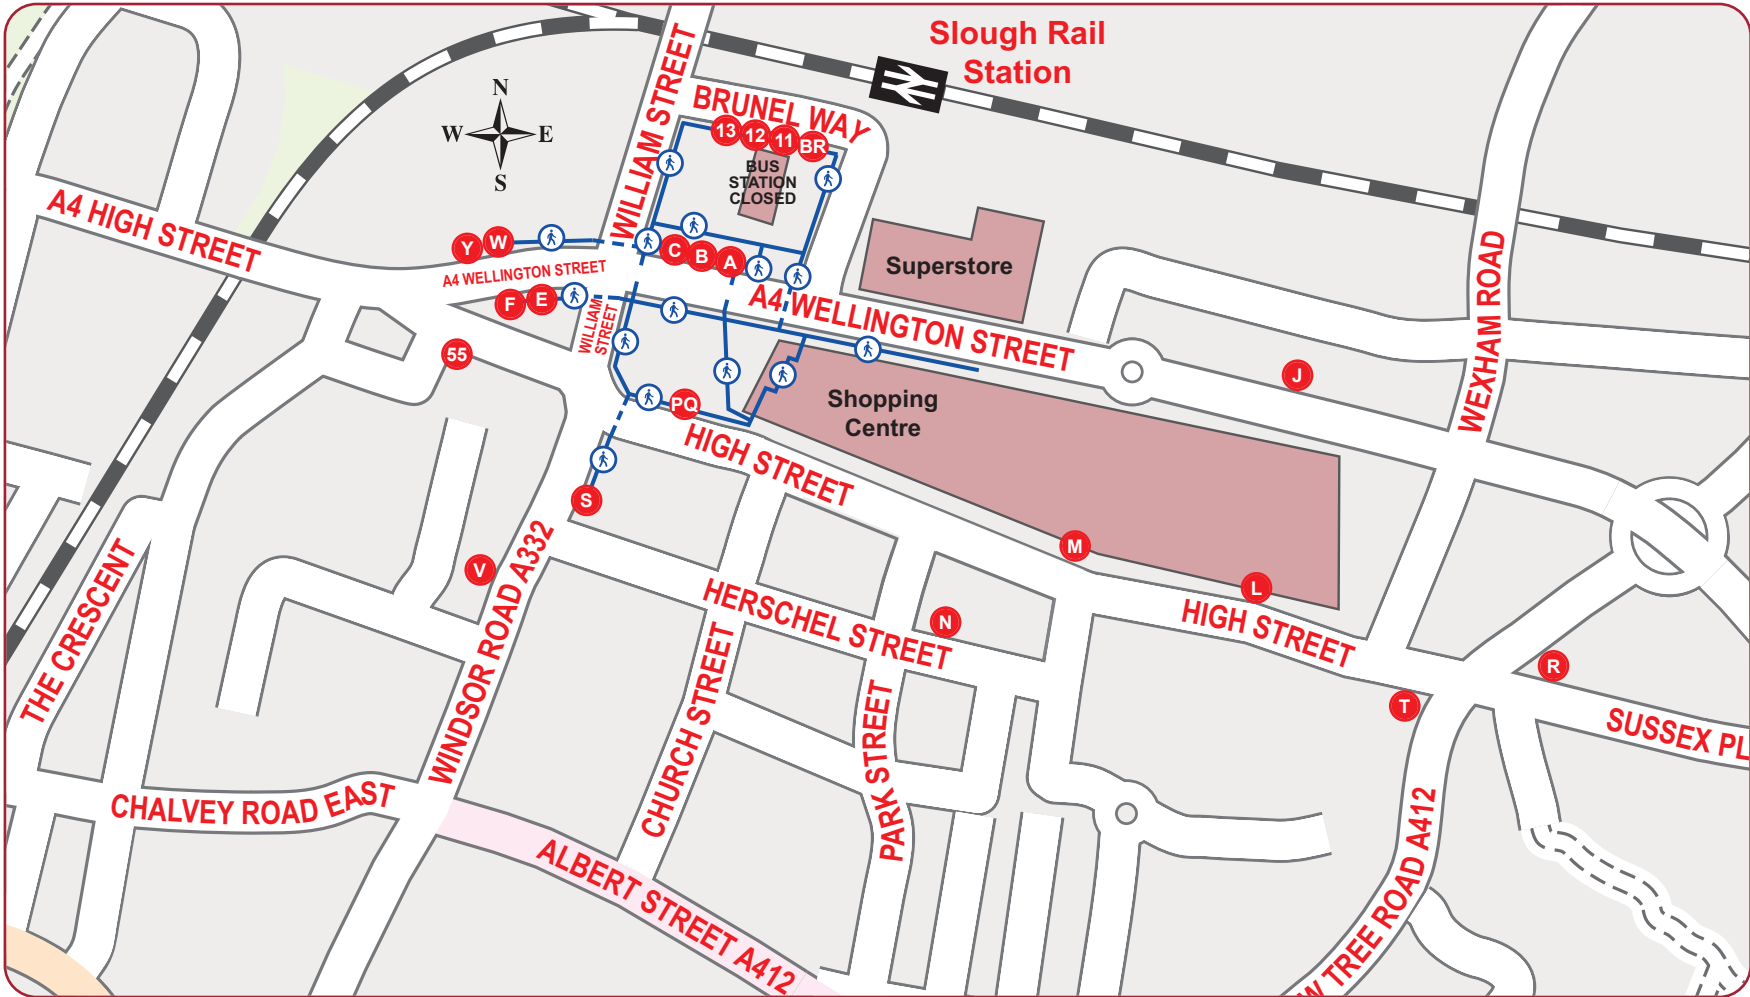 Slough Rail
Station
N
W
E
S
WILLIAM STREET
BRUNEL WAY
13
12
11
BR
BUS
STATION
CLOSED
A4 HIGH STREET
Y
W
C
B
A
A4 WELLINGTON STREET
F
E
WILLIAM
STREET
55
Superstore
A4 WELLINGTON STREET
WEXHAM ROAD
J
Shopping
Centre
PQ
HIGH STREET
S
V
M
L
N
HIGH STREET
HERSCHEL STREET
THE CRESCENT
WINDSOR ROAD A332
CHURCH STREET
PARK STREET
R
T
SUSSEX PL
CHALVEY ROAD EAST
ALBERT STREET A412
W TREE ROAD A412